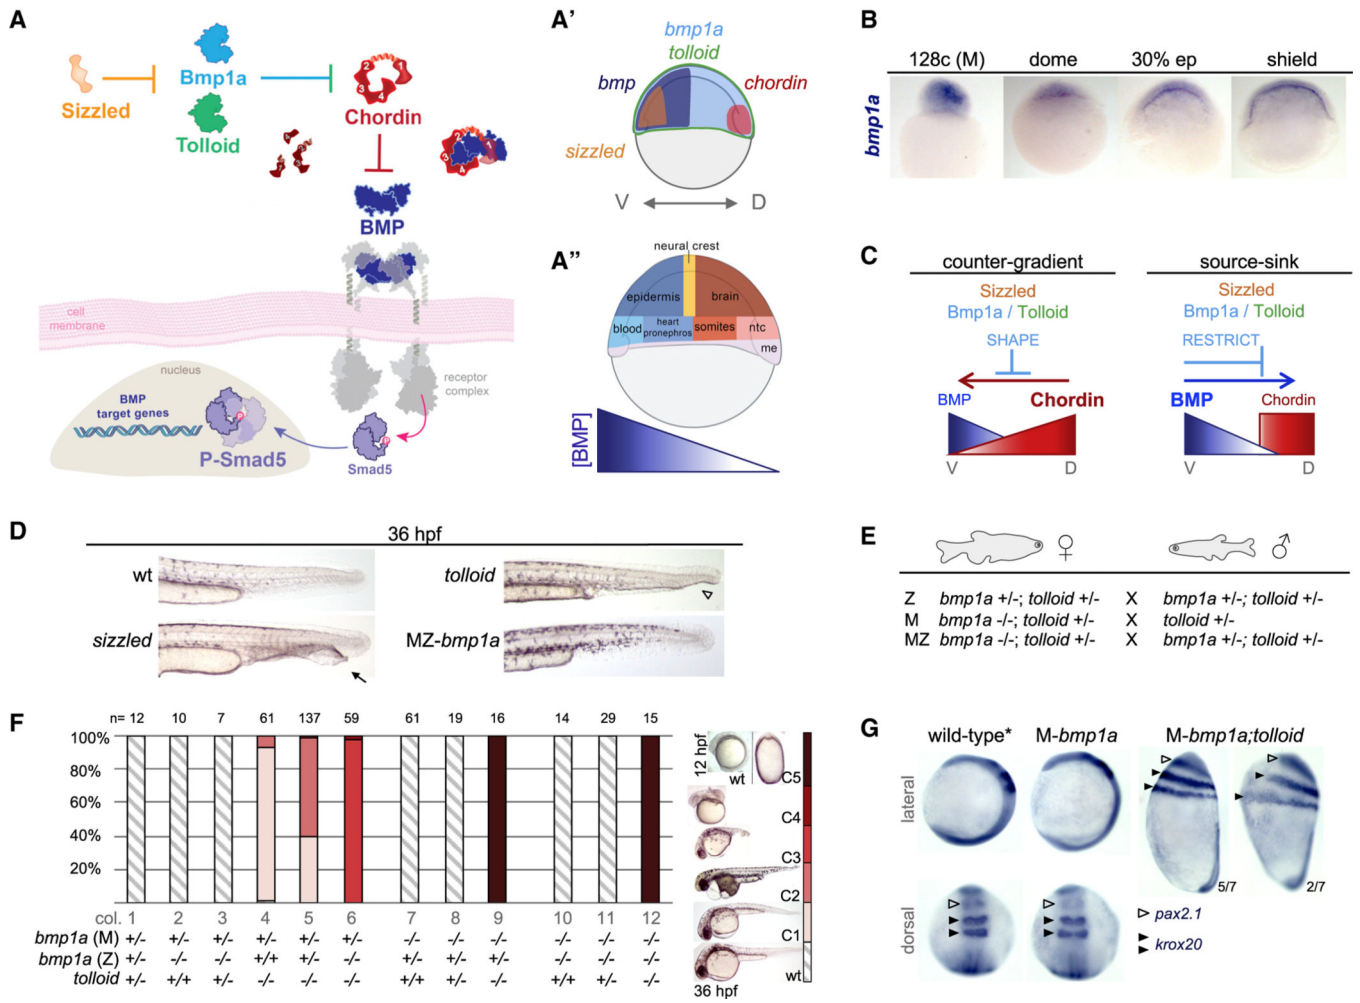 A
Sizzled
Bmp1a
Tolloid
2
1
3
4
Chordin
BMP
cell
membrane
nucleus
BMP
target genes
P-Smad5
Smad5
receptor
complex
A’
bmp1a
tolloid
bmp
chordin
sizzled
V
D
A”
neural crest
epidermis
brain
blood
heart
pronephros
somites
ntc
me
[BMP]
B
128c (M)
dome
30% ep
shield
bmp1a
C
counter-gradient
Sizzled
Bmp1a / Tolloid
SHAPE
BMP
Chordin
V
D
source-sink
Sizzled
Bmp1a / Tolloid
RESTRICT
BMP
Chordin
V
D
D
36 hpf
wt
tolloid
sizzled
MZ-bmp1a
E
♀ ♂
Z bmp1a +/-; tolloid +/- X bmp1a +/-; tolloid +/-
M bmp1a -/-; tolloid +/- X tolloid +/-
MZ bmp1a -/-; tolloid +/- X bmp1a +/-; tolloid +/-
F
n= 12 10 7 61 137 59 61 19 16 14 29 15
100%
80%
60%
40%
20%
col. 1 2 3 4 5 6 7 8 9 10 11 12
bmp1a (M) +/- +/- +/- +/- +/- +/- -/- -/- -/- -/- -/- -/-
bmp1a (Z) +/- -/- -/- +/+ +/- -/- +/- +/- +/- -/- -/- -/-
tolloid +/- +/+ +/- -/- -/- -/- +/+ +/- -/- +/+ +/- -/-
12 hpf
wt
C5
C4
C3
C2
C1
wt
36 hpf
G
wild-type*
M-bmp1a
M-bmp1a;tolloid
lateral
5/7
2/7
dorsal
pax2.1
krox20